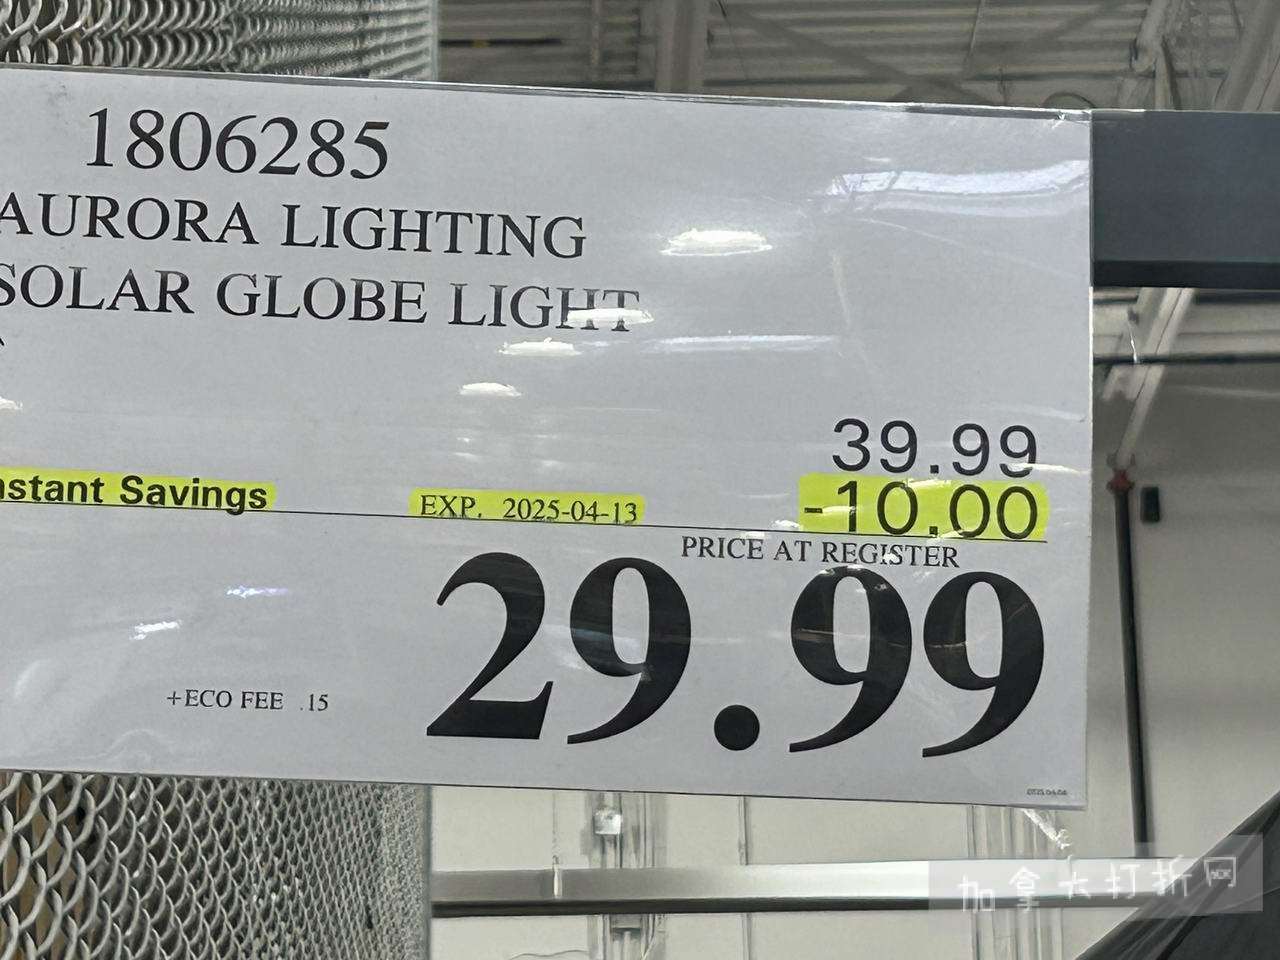 1806285
AURORA LIGHTING
SOLAR GLOBE LIGHT
39.99
nstant Savings EXP. 2025-04-13 -10.00
PRICE AT REGISTER
29.99
+ECO FEE .15
加拿大打折网